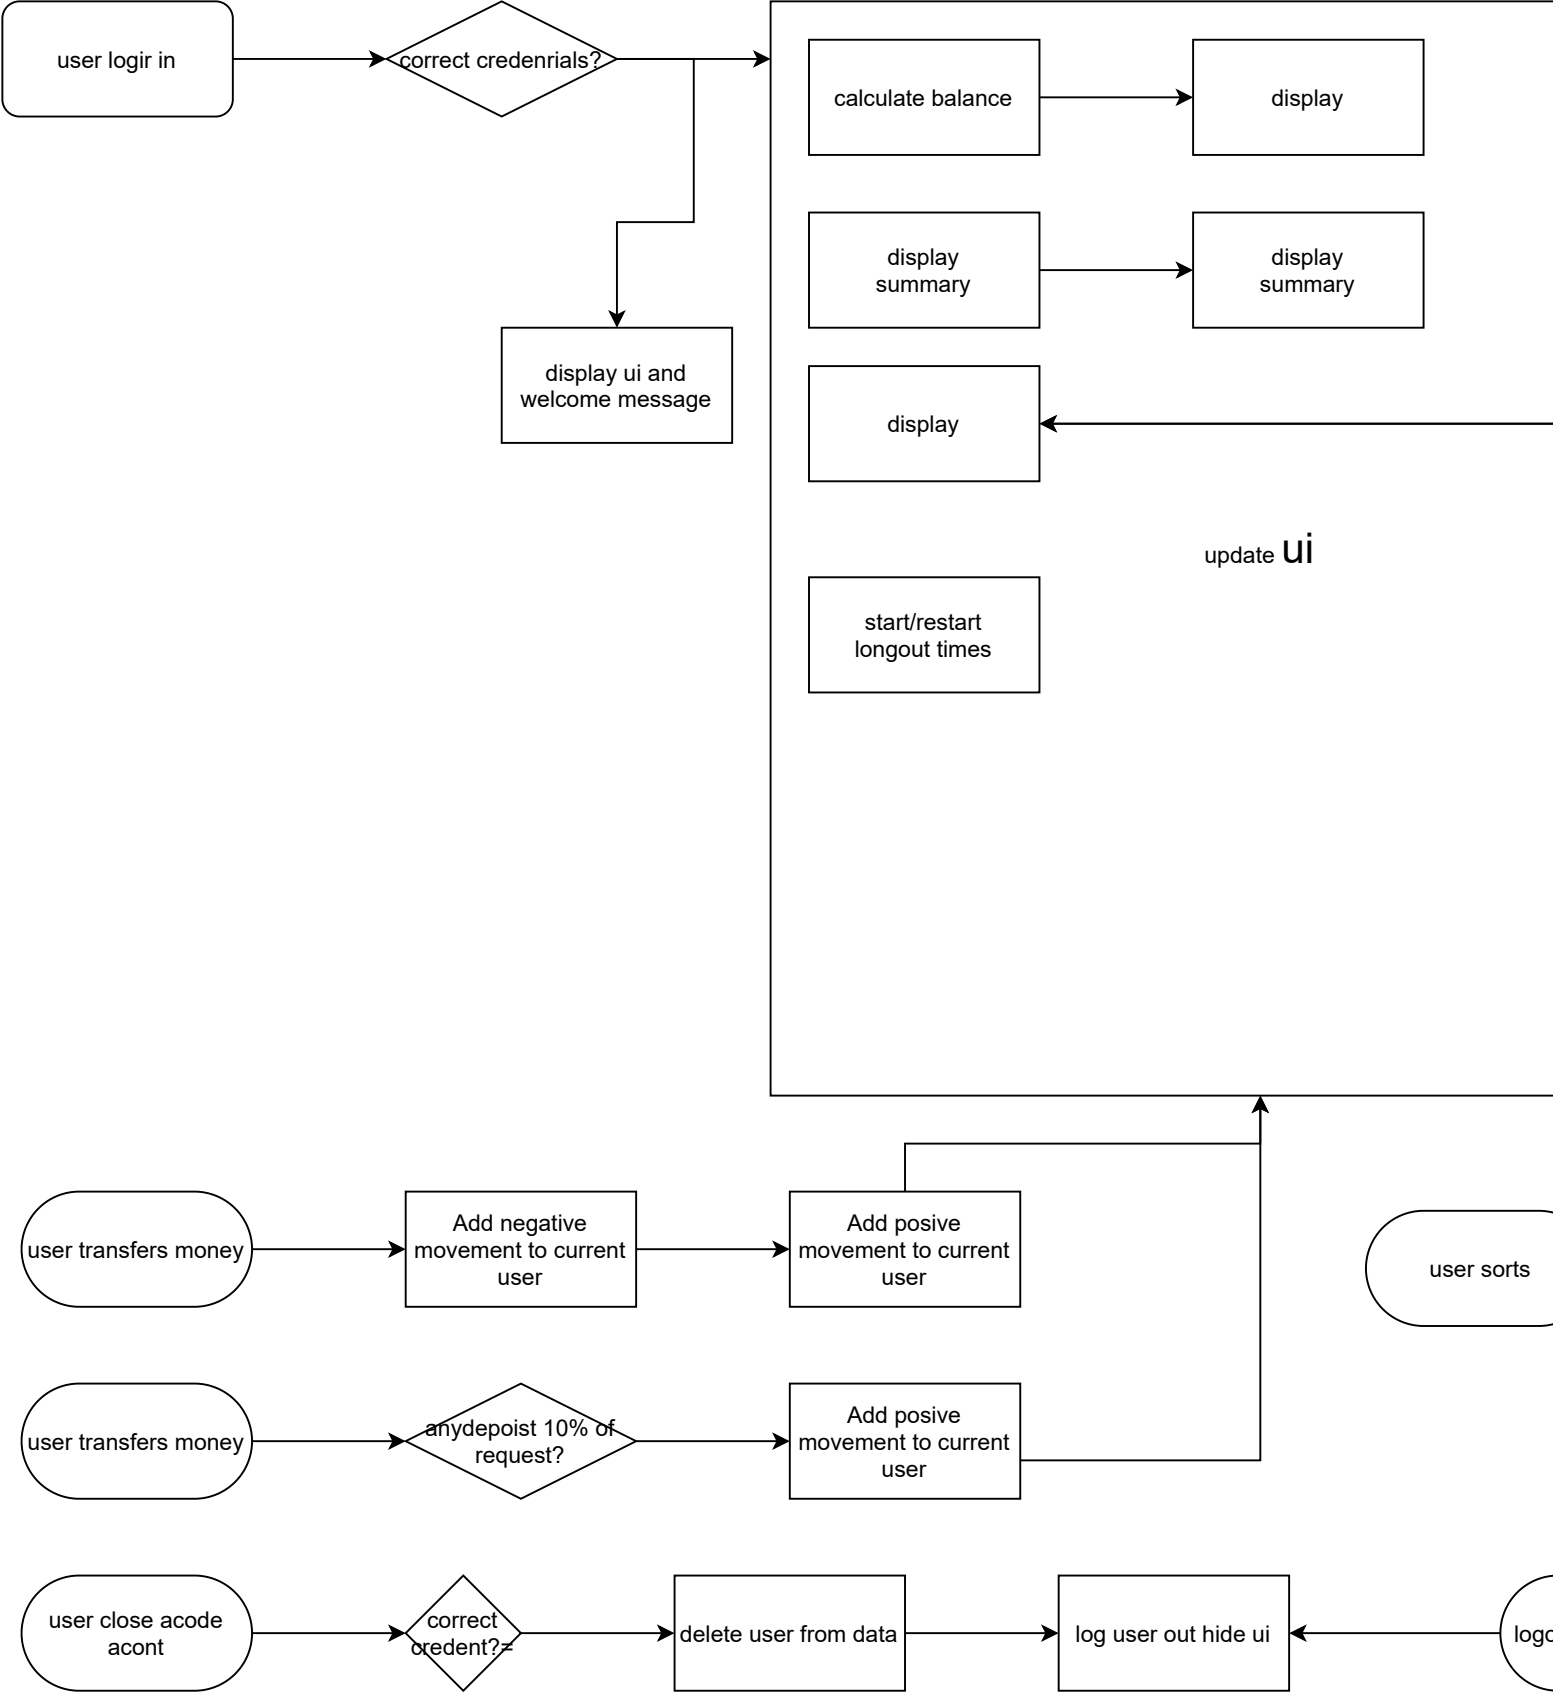 user logir in
correct credenrials?
calculate balance
display
display
summary
display
summary
display ui and
welcome message
display
update ui
start/restart
longout times
user transfers money
Add negative
movement to current
user
Add posive
movement to current
user
user sorts
user transfers money
anydepoist 10% of
request?
Add posive
movement to current
user
user close acode
acont
correct
credent?=
delete user from data
log user out hide ui